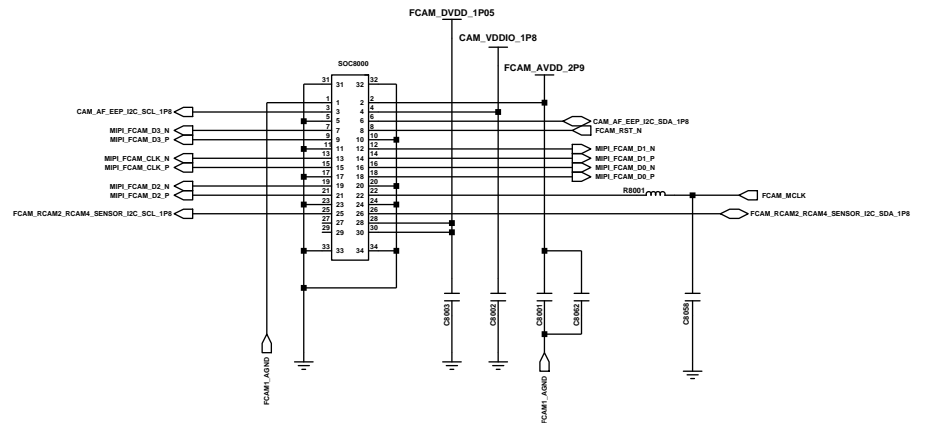 FCAM_DVDD_1P05
CAM_VDDIO_1P8
FCAM_AVDD_2P9
SOC8000
31 31 32 32
1 1 2 2
CAM_AF_EEP_I2C_SCL_1P8 3 3 4 4
5 5 6 6 CAM_AF_EEP_I2C_SDA_1P8
MIPI_FCAM_D3_N 7 7 8 8 FCAM_RST_N
MIPI_FCAM_D3_P 9 9 10 10
11 11 12 12 MIPI_FCAM_D1_N
MIPI_FCAM_CLK_N 13 13 14 14 MIPI_FCAM_D1_P
MIPI_FCAM_CLK_P 15 15 16 16 MIPI_FCAM_D0_N
17 17 18 18 MIPI_FCAM_D0_P
MIPI_FCAM_D2_N 19 19 20 20
MIPI_FCAM_D2_P 21 21 22 22 R8001 FCAM_MCLK
23 23 24 24
FCAM_RCAM2_RCAM4_SENSOR_I2C_SCL_1P8 25 25 26 26 FCAM_RCAM2_RCAM4_SENSOR_I2C_SDA_1P8
27 27 28 28
29 29 30 30
33 33 34 34
C8003
C8002
C8001
C8062
C8058
FCAM1_AGND
FCAM1_AGND